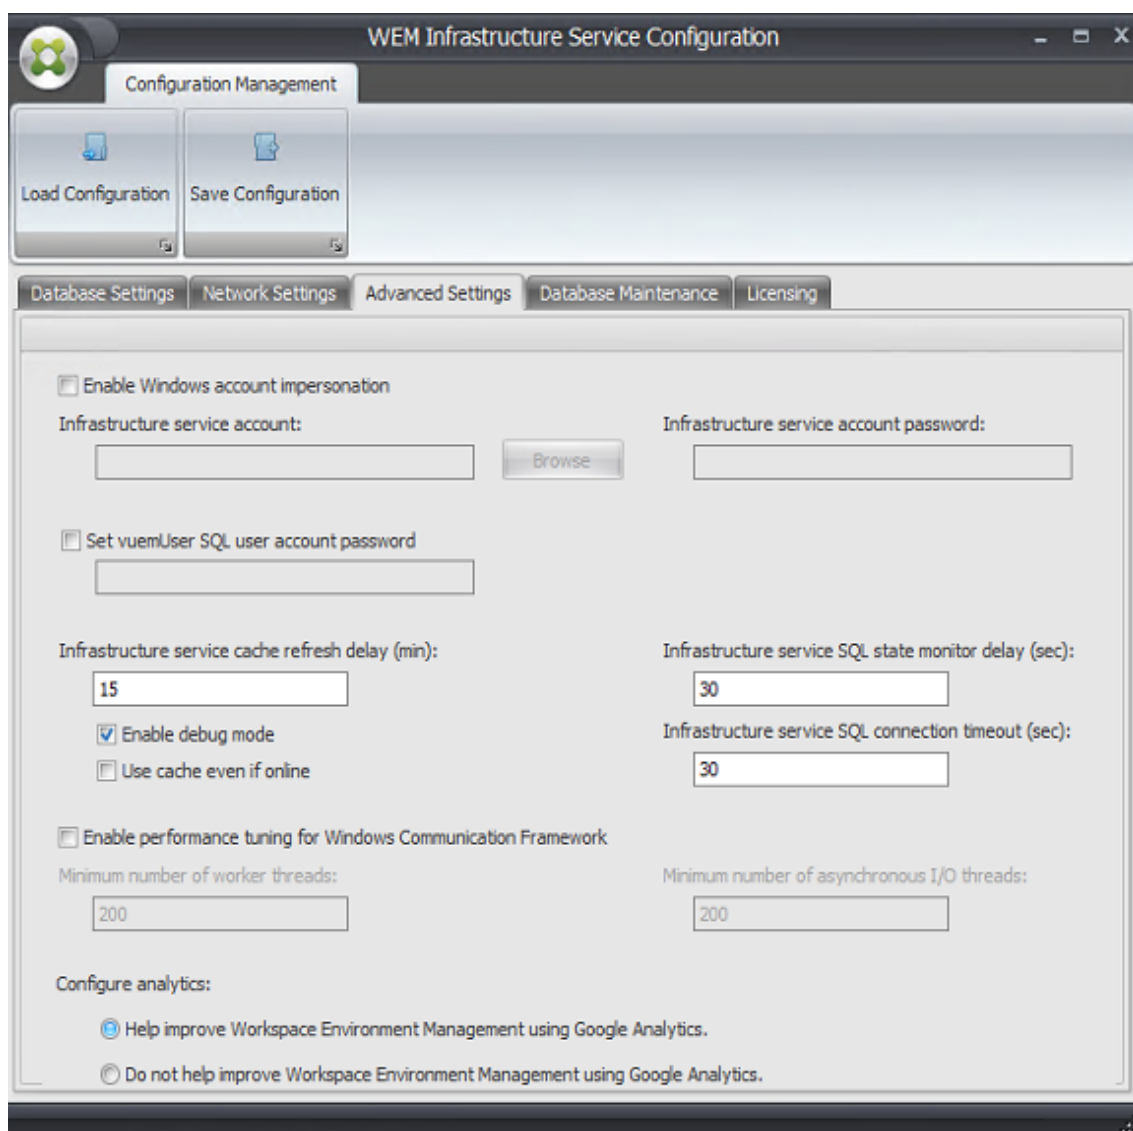 WEM Infrastructure Service Configuration
Configuration Management
Load Configuration Save Configuration
Database Settings Network Settings Advanced Settings Database Maintenance Licensing
Enable Windows account impersonation
Infrastructure service account: Infrastructure service account password:
Browse
Set vuemUser SQL user account password
Infrastructure service cache refresh delay (min): Infrastructure service SQL state monitor delay (sec):
15 30
Enable debug mode Infrastructure service SQL connection timeout (sec):
Use cache even if online 30
Enable performance tuning for Windows Communication Framework
Minimum number of worker threads: Minimum number of asynchronous I/O threads:
200 200
Configure analytics:
Help improve Workspace Environment Management using Google Analytics.
Do not help improve Workspace Environment Management using Google Analytics.